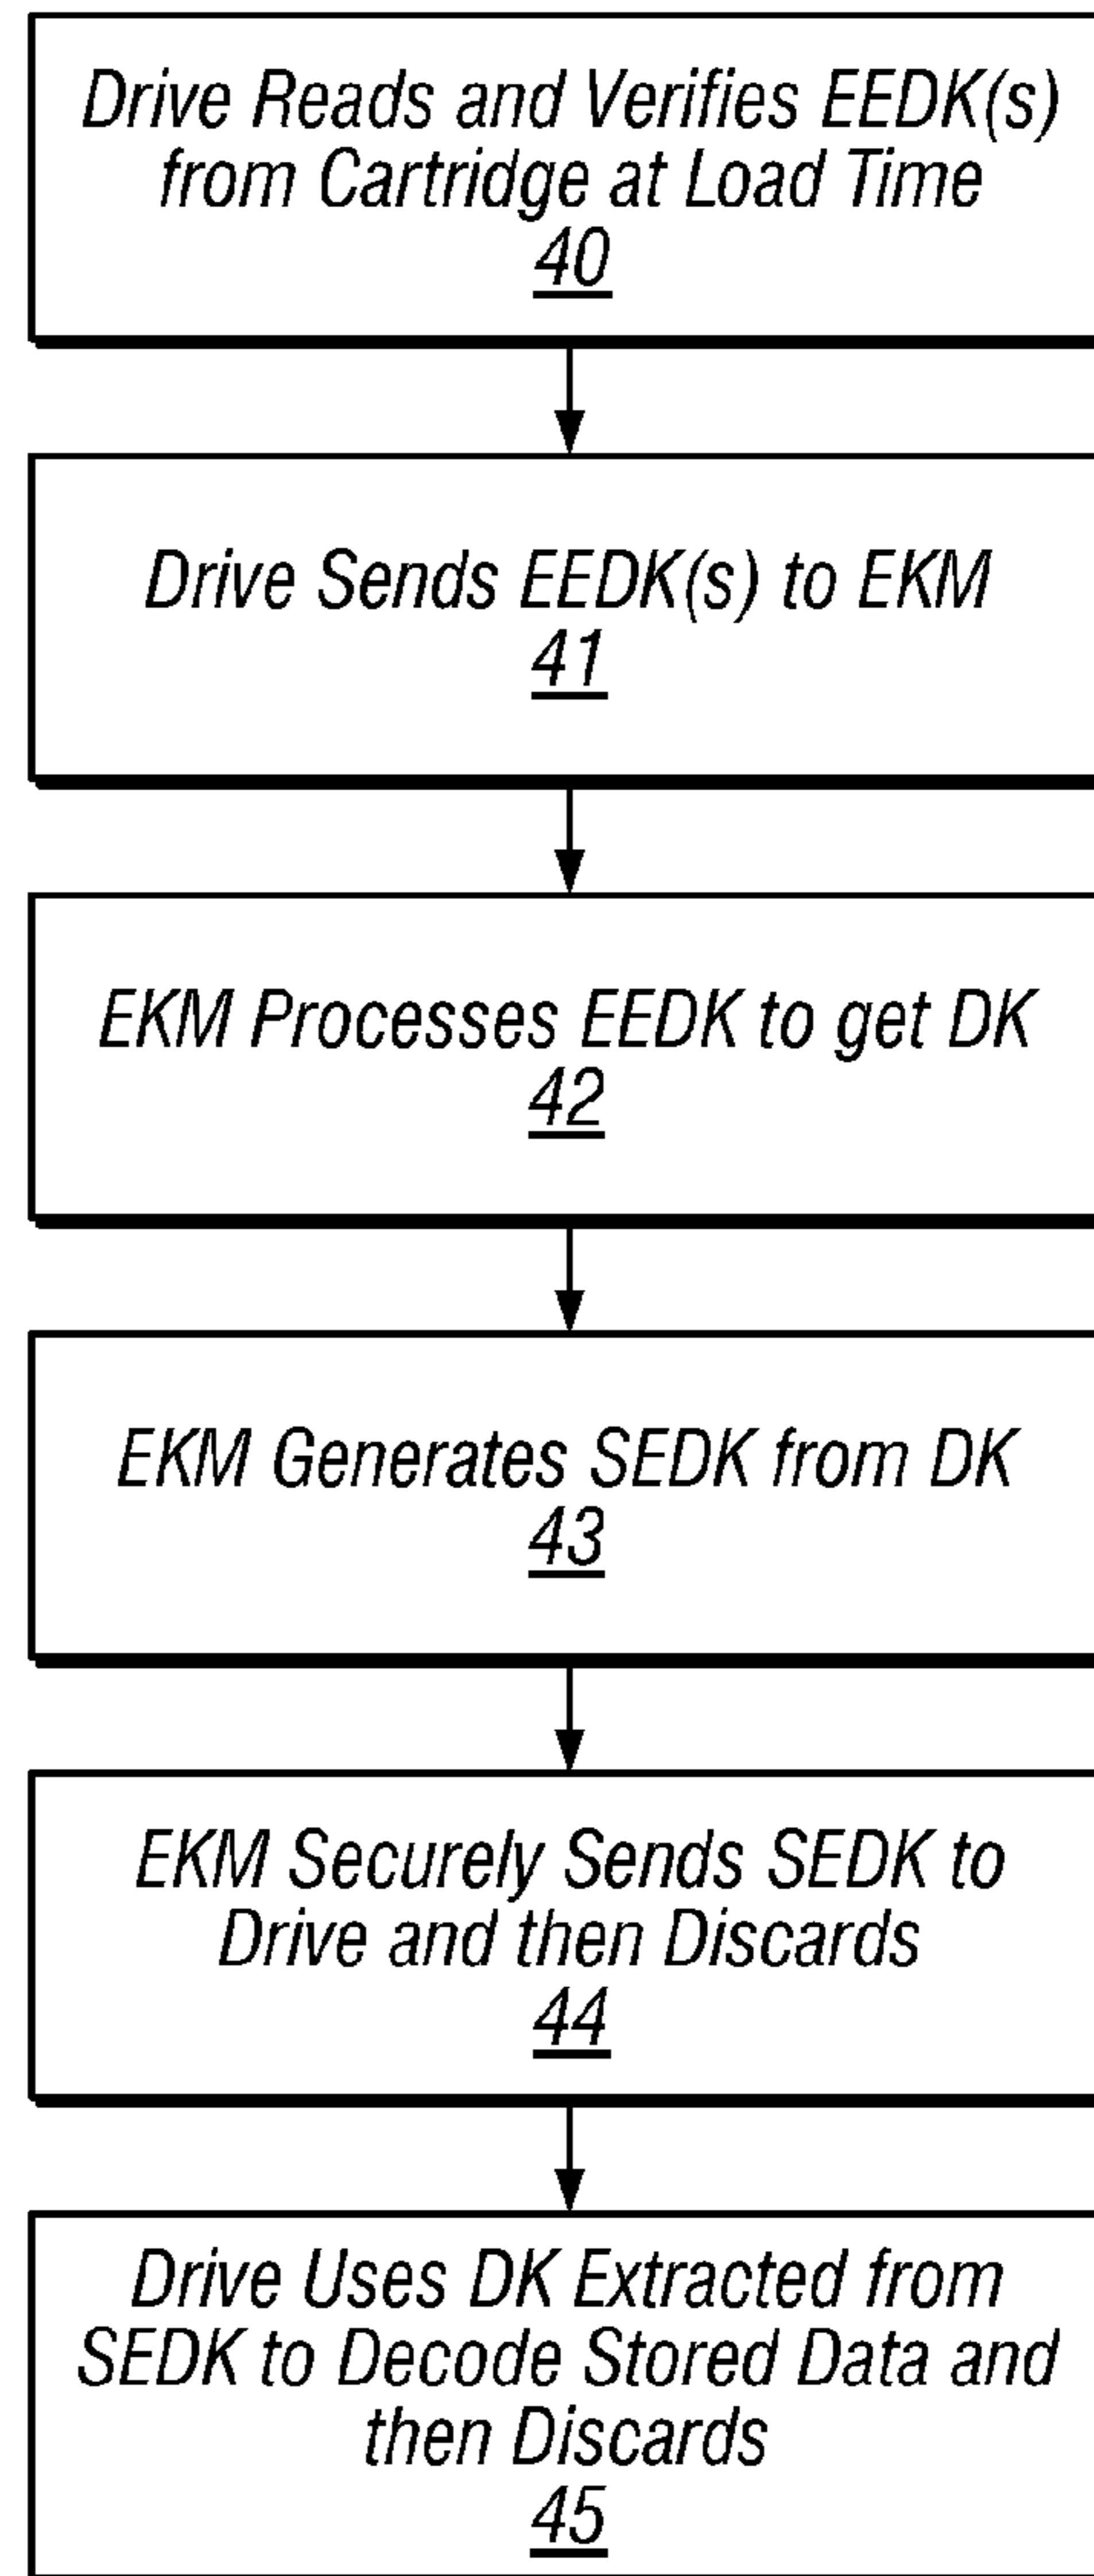 Drive Reads and Verifies EEDK(s)
from Cartridge at Load Time
40
Drive Sends EEDK(s) to EKM
41
EKM Processes EEDK to get DK
42
EKM Generates SEDK from DK
43
EKM Securely Sends SEDK to
Drive and then Discards
44
Drive Uses DK Extracted from
SEDK to Decode Stored Data and
then Discards
45